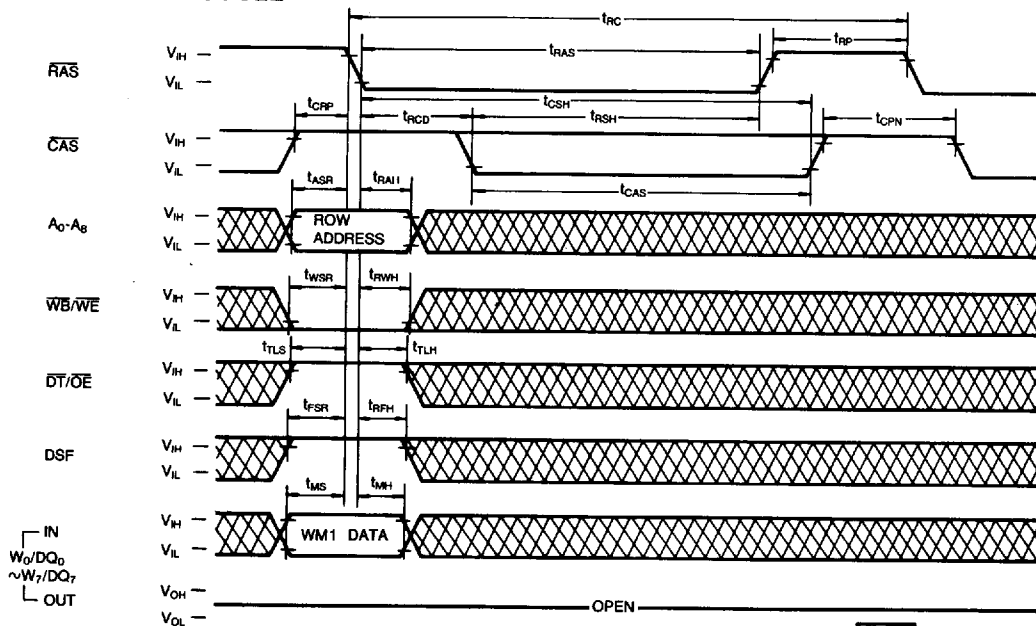 tRC
tRP
tRAS
RAS
VIH
VIL
tCSH
tCRP
tRCD
tRSH
tCPN
CAS
VIH
VIL
tCAS
tASR
tRAH
A0-A8
VIH
VIL
ROW
ADDRESS
tWSR
tRWH
WB/WE
VIH
VIL
tTLS
tTLH
DT/OE
VIH
VIL
tFSR
tRFH
DSF
VIH
VIL
tMS
tMH
IN
VIH
VIL
WM1 DATA
W0/DQ0
~W7/DQ7
OUT
VOH
VOL
OPEN